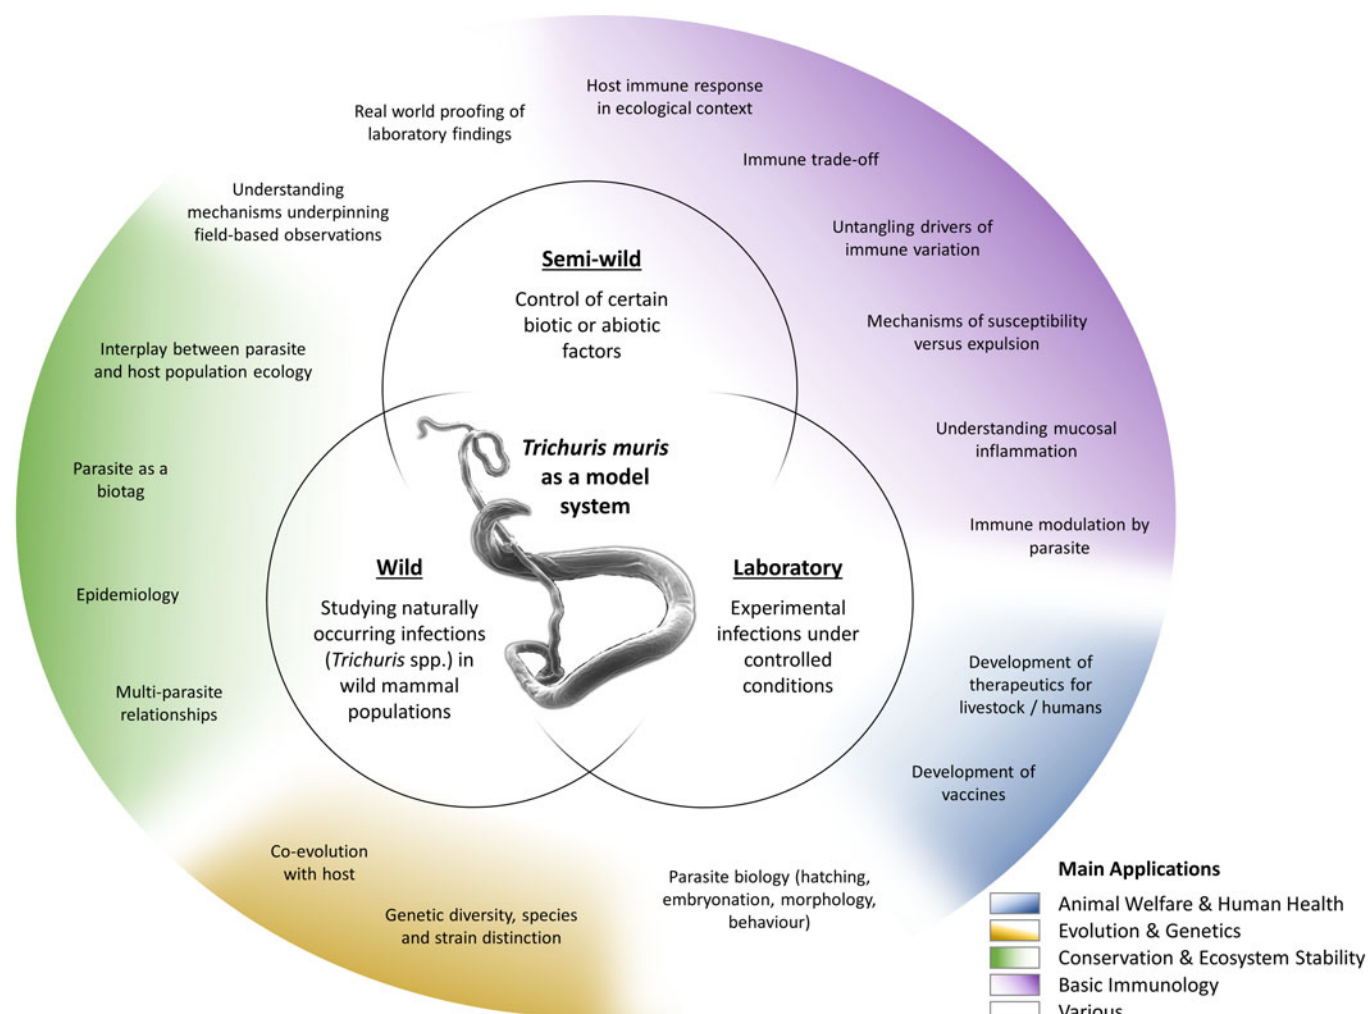 Host immune response
in ecological context
Real world proofing of
laboratory findings
Immune trade-off
Understanding
mechanisms underpinning
field-based observations
Untangling drivers of
immune variation
Semi-wild
Control of certain
biotic or abiotic
factors
Mechanisms of susceptibility
versus expulsion
Interplay between parasite
and host population ecology
Understanding mucosal
inflammation
Trichuris muris
as a model
system
Parasite as a
biotag
Immune modulation by
parasite
Wild
Studying naturally
occurring infections
(Trichuris spp.) in
wild mammal
populations
Laboratory
Experimental
infections under
controlled
conditions
Epidemiology
Multi-parasite
relationships
Development of
therapeutics for
livestock / humans
Development of
vaccines
Co-evolution
with host
Genetic diversity, species
and strain distinction
Parasite biology (hatching,
embryonation, morphology,
behaviour)
Main Applications
Animal Welfare & Human Health
Evolution & Genetics
Conservation & Ecosystem Stability
Basic Immunology
Various